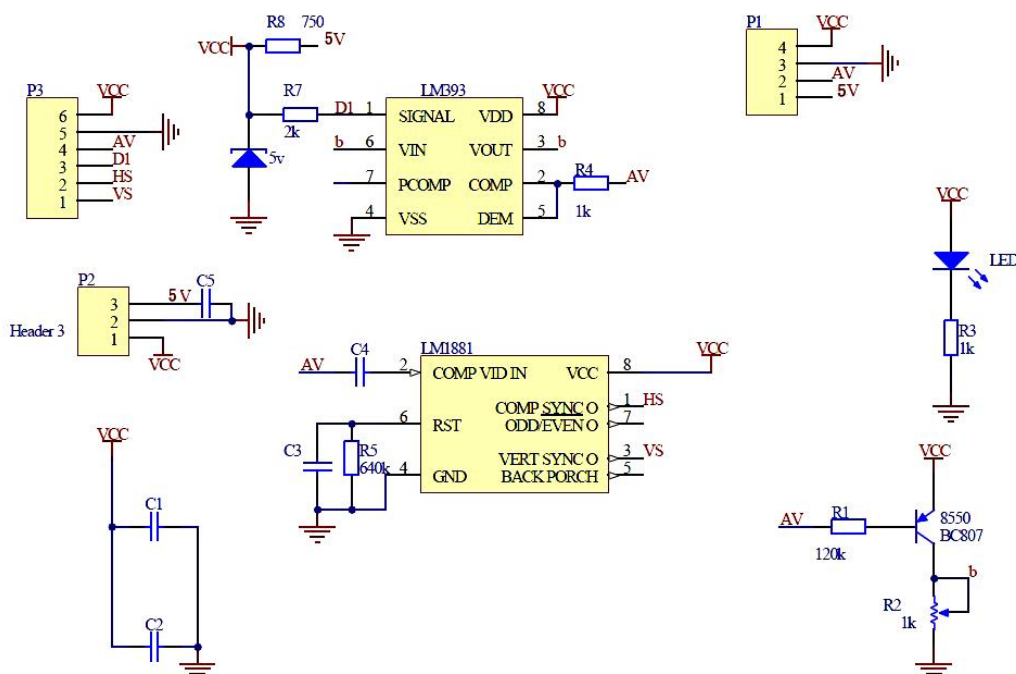 R8 750
VCC
5V
P1
VCC
4
3
2
AV
1
5V
P3
VCC
6
5
4
AV
3
D1
2
HS
1
VS
R7
2k
5v
LM393
D1
1
SIGNAL
VDD
8
VCC
b
6
VIN
VOUT
3
b
7
PCOMP
COMP
2
R4
AV
1k
4
VSS
DEM
5
VCC
LED
R3
1k
P2
C5
3
5V
2
1
Header 3
VCC
LM1881
AV
C4
2
COMP VID IN
VCC
8
VCC
COMP SYNC O
1
HS
6
RST
ODD/EVEN O
7
C3
R5
640k
VERT SYNC O
3
VS
4
GND
BACK PORCH
5
VCC
C1
C2
VCC
AV
R1
120k
8550
BC807
b
R2
1k